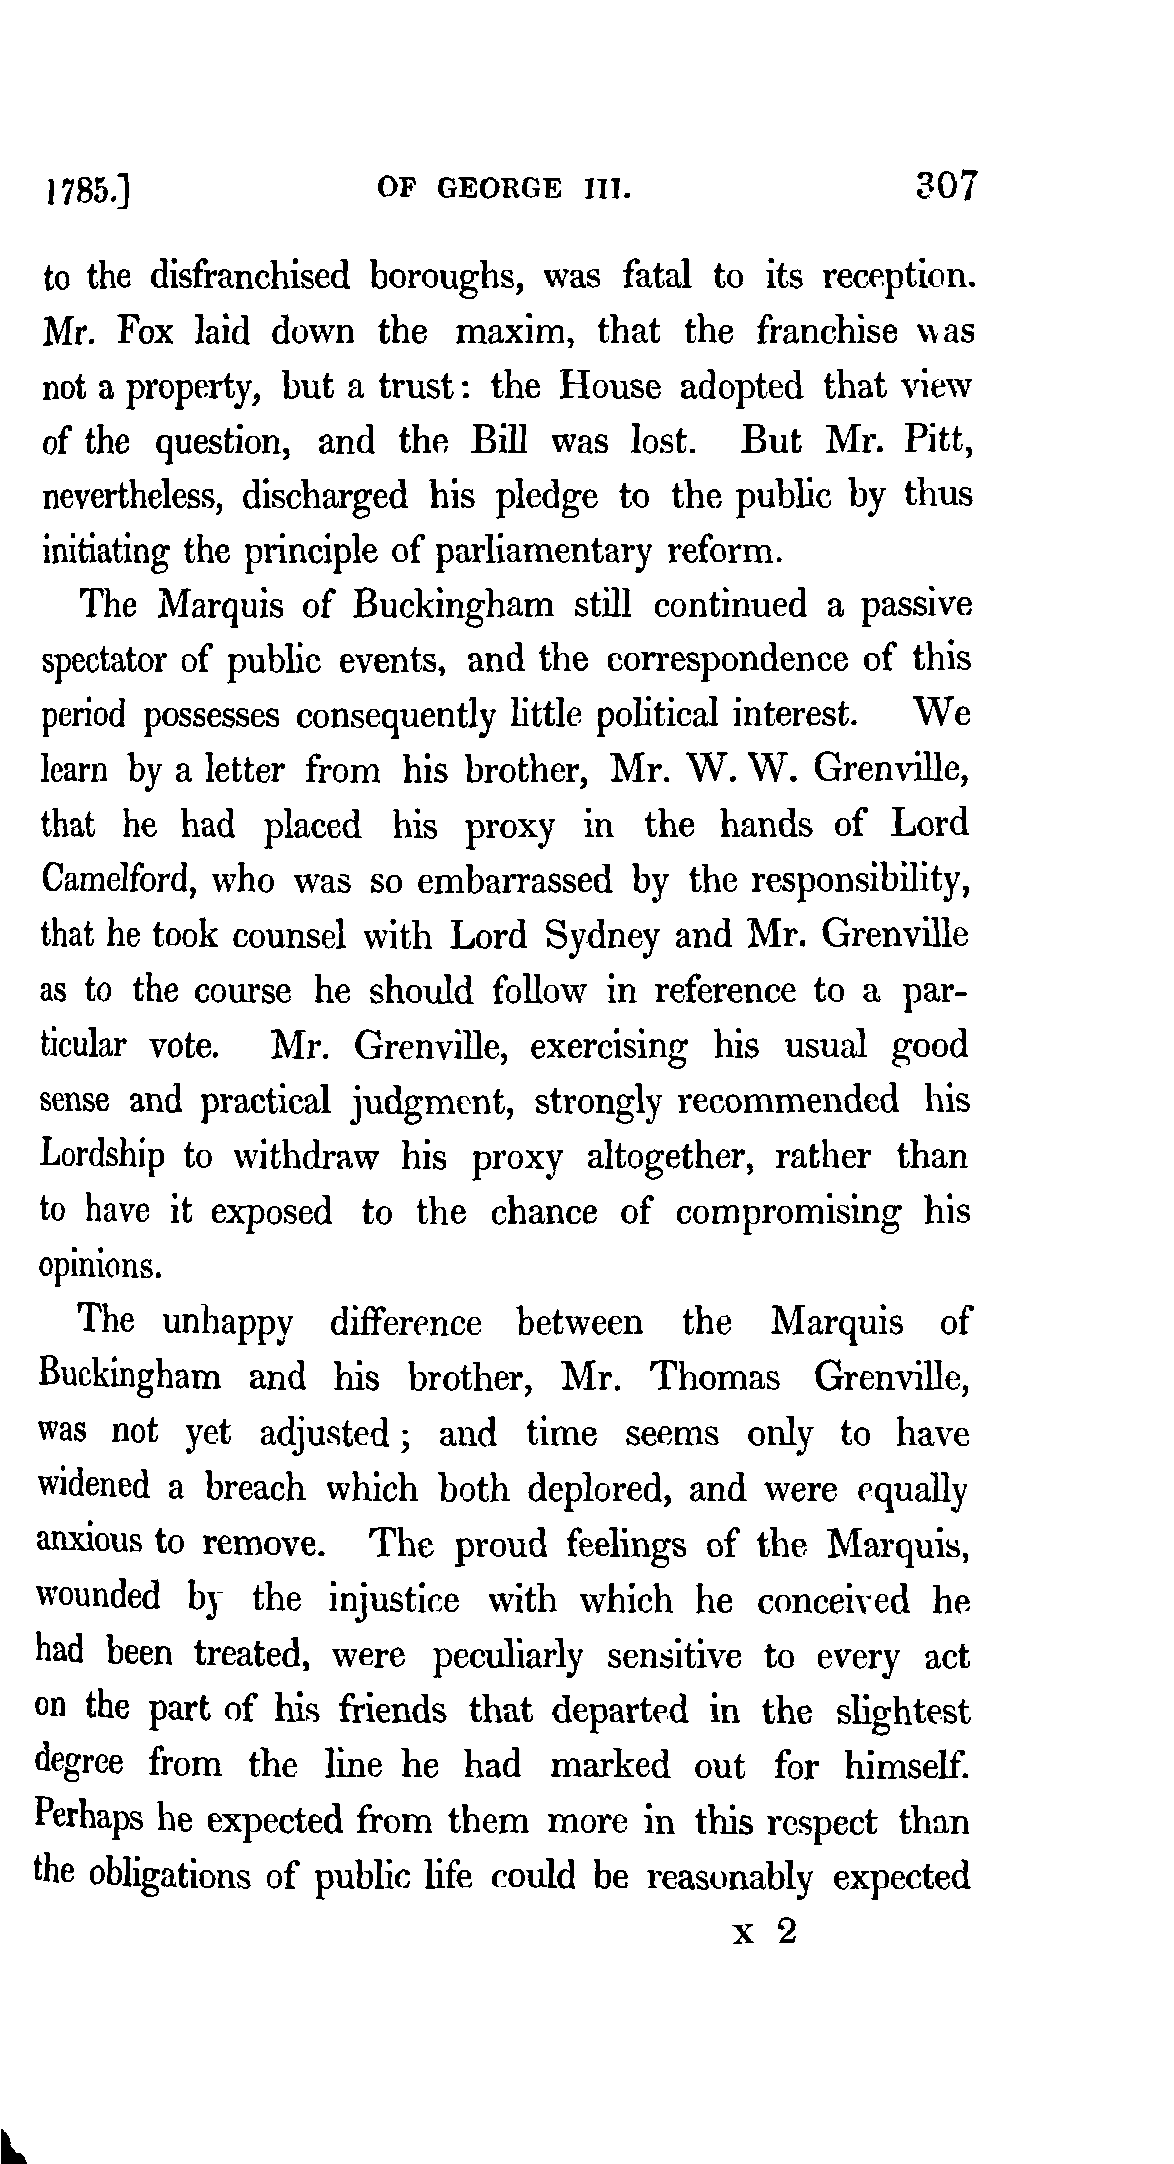 1785.] OF GEORGE III. 307
to the disfranchised boroughs, was fatal to its reception.
Mr. Fox laid down the maxim, that the franchise was
not a property, but a trust: the House adopted that view
of the question, and the Bill was lost. But Mr. Pitt,
nevertheless, discharged his pledge to the public by thus
initiating the principle of parliamentary reform.
The Marquis of Buckingham still continued a passive
spectator of public events, and the correspondence of this
period possesses consequently little political interest. We
learn by a letter from his brother, Mr. W. W. Grenville,
that he had placed his proxy in the hands of Lord
Camelford, who was so embarrassed by the responsibility,
that he took counsel with Lord Sydney and Mr. Grenville
as to the course he should follow in reference to a par-
ticular vote. Mr. Grenville, exercising his usual good
sense and practical judgment, strongly recommended his
Lordship to withdraw his proxy altogether, rather than
to have it exposed to the chance of compromising his
opinions.
The unhappy difference between the Marquis of
Buckingham and his brother, Mr. Thomas Grenville,
was not yet adjusted; and time seems only to have
widened a breach which both deplored, and were equally
anxious to remove. The proud feelings of the Marquis,
wounded by the injustice with which he conceived he
had been treated, were peculiarly sensitive to every act
on the part of his friends that departed in the slightest
degree from the line he had marked out for himself.
Perhaps he expected from them more in this respect than
the obligations of public life could be reasonably expected
x 2